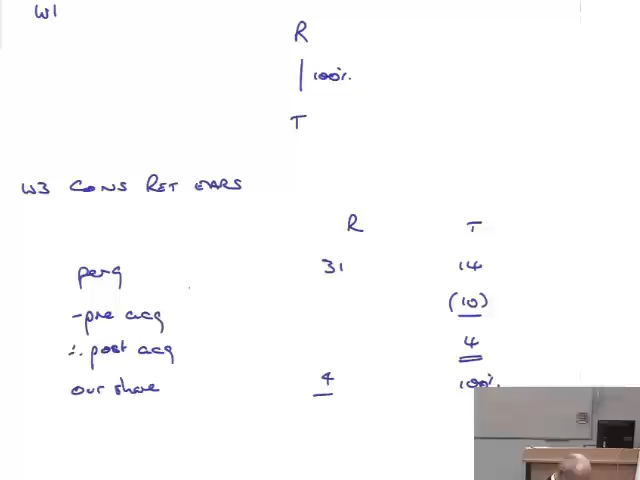 W1
R
100%
T
W3 CONS RET EARS
R T
per q 31 14
- pre acq (10)
∴ post acq 4
our share 4 100%